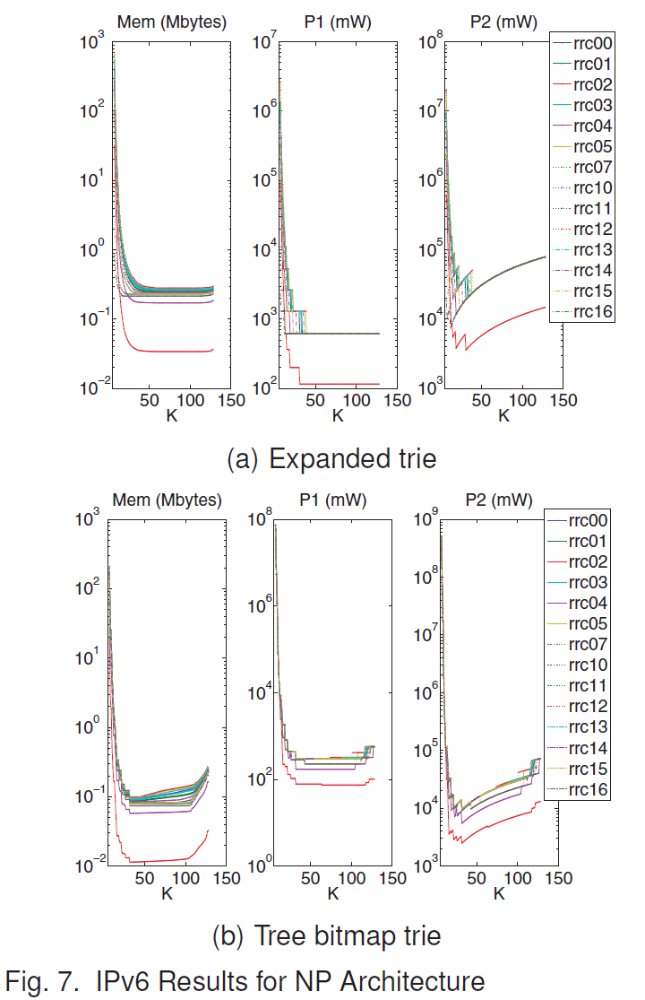 Mem (Mbytes) P1 (mW) P2 (mW)
10^3 10^7 10^8
10^2 10^6 10^7
10^1 10^5 10^6
10^0 10^4 10^5
10^-1 10^3 10^4
10^-2 10^2 10^3
50 100 150 50 100 150 50 100 150
K K K
rrc00
rrc01
rrc02
rrc03
rrc04
rrc05
rrc07
rrc10
rrc11
rrc12
rrc13
rrc14
rrc15
rrc16
(a) Expanded trie
Mem (Mbytes) P1 (mW) P2 (mW)
10^3 10^8 10^9
10^2 10^6 10^8
10^1 10^4 10^7
10^0 10^2 10^6
10^-1 10^0 10^5
10^-2 10^4
10^3
50 100 150 50 100 150 50 100 150
K K K
rrc00
rrc01
rrc02
rrc03
rrc04
rrc05
rrc07
rrc10
rrc11
rrc12
rrc13
rrc14
rrc15
rrc16
(b) Tree bitmap trie
Fig. 7. IPv6 Results for NP Architecture